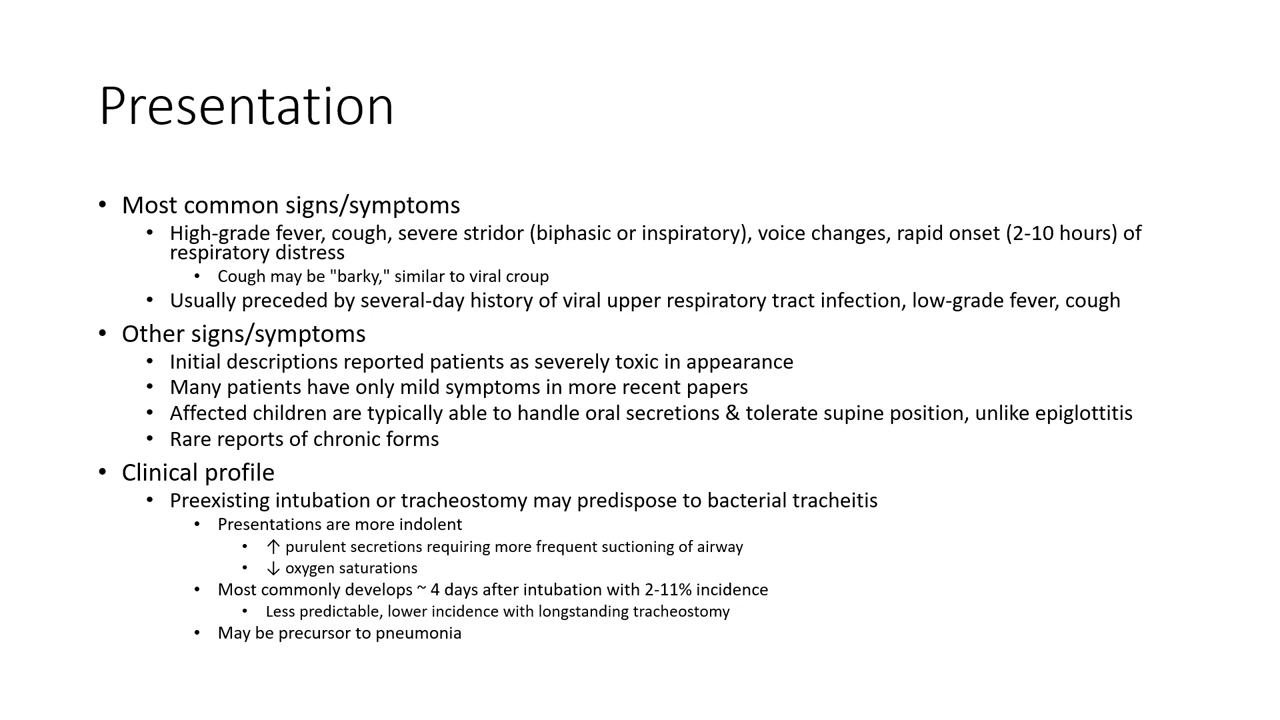 Presentation
• Most common signs/symptoms
• High-grade fever, cough, severe stridor (biphasic or inspiratory), voice changes, rapid onset (2-10 hours) of
respiratory distress
• Cough may be "barky," similar to viral croup
• Usually preceded by several-day history of viral upper respiratory tract infection, low-grade fever, cough
• Other signs/symptoms
• Initial descriptions reported patients as severely toxic in appearance
• Many patients have only mild symptoms in more recent papers
• Affected children are typically able to handle oral secretions & tolerate supine position, unlike epiglottitis
• Rare reports of chronic forms
• Clinical profile
• Preexisting intubation or tracheostomy may predispose to bacterial tracheitis
• Presentations are more indolent
• ↑ purulent secretions requiring more frequent suctioning of airway
• ↓ oxygen saturations
• Most commonly develops ~ 4 days after intubation with 2-11% incidence
• Less predictable, lower incidence with longstanding tracheostomy
• May be precursor to pneumonia